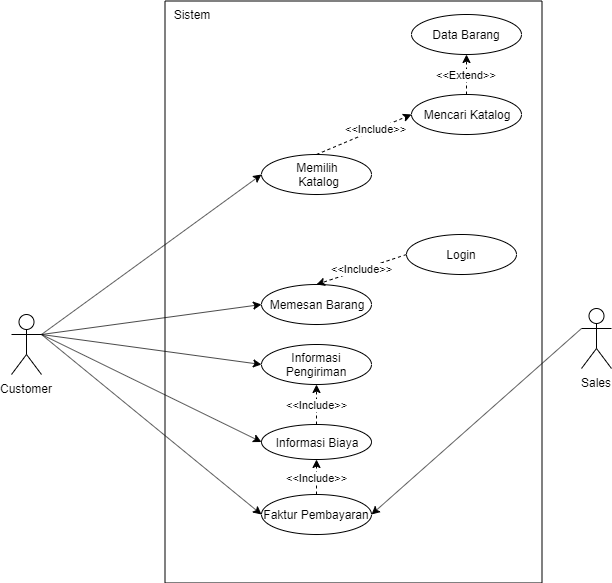 Sistem
Data Barang
<<Extend>>
Mencari Katalog
<<Include>>
Memilih
Katalog
Login
<<Include>>
Memesan Barang
Informasi
Pengiriman
<<Include>>
Informasi Biaya
<<Include>>
Faktur Pembayaran
Customer
Sales